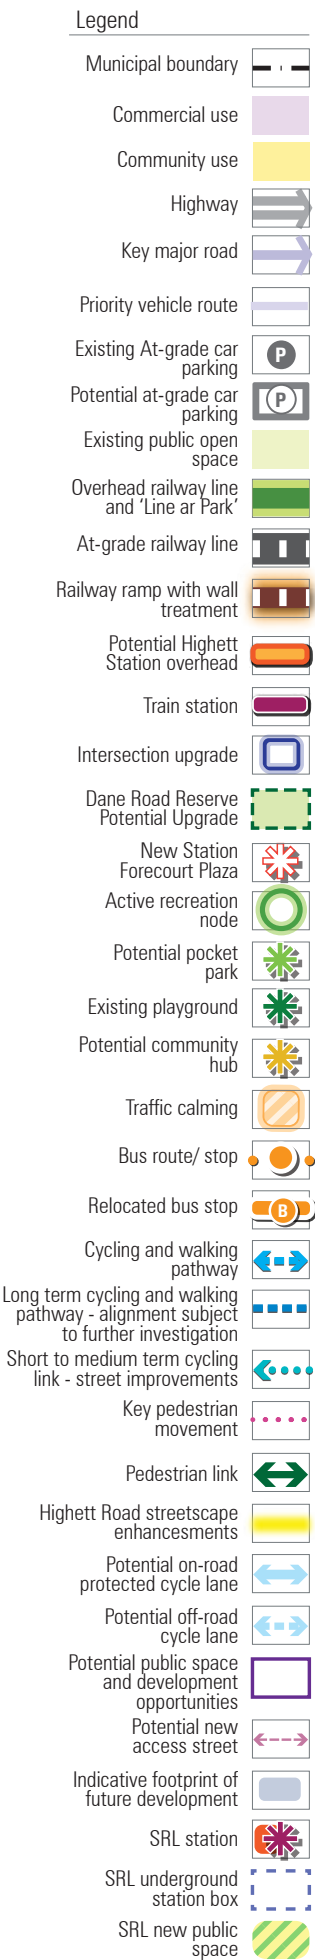 Legend
Municipal boundary
Commercial use
Community use
Highway
Key major road
Priority vehicle route
Existing At-grade car
parking
P
Potential at-grade car
parking
P
Existing public open
space
Overhead railway line
and ‘Line ar Park’
At-grade railway line
Railway ramp with wall
treatment
Potential Highett
Station overhead
Train station
Intersection upgrade
Dane Road Reserve
Potential Upgrade
New Station
Forecourt Plaza
Active recreation
node
Potential pocket
park
Existing playground
Potential community
hub
Traffic calming
Bus route/ stop
Relocated bus stop
B
Cycling and walking
pathway
Long term cycling and walking
pathway - alignment subject
to further investigation
Short to medium term cycling
link - street improvements
Key pedestrian
movement
Pedestrian link
Highett Road streetscape
enhancesments
Potential on-road
protected cycle lane
Potential off-road
cycle lane
Potential public space
and development
opportunities
Potential new
access street
Indicative footprint of
future development
SRL station
SRL underground
station box
SRL new public
space